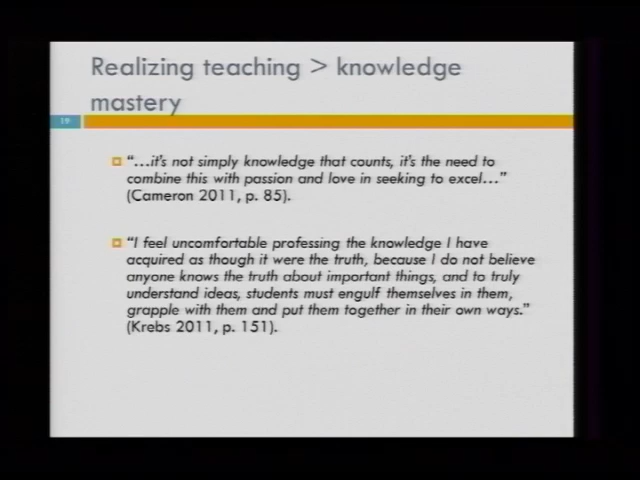 Realizing teaching > knowledge
mastery
19
"…it's not simply knowledge that counts, it's the need to
combine this with passion and love in seeking to excel…"
(Cameron 2011, p. 85).
"I feel uncomfortable professing the knowledge I have
acquired as though it were the truth, because I do not believe
anyone knows the truth about important things, and to truly
understand ideas, students must engulf themselves in them,
grapple with them and put them together in their own ways."
(Krebs 2011, p. 151).